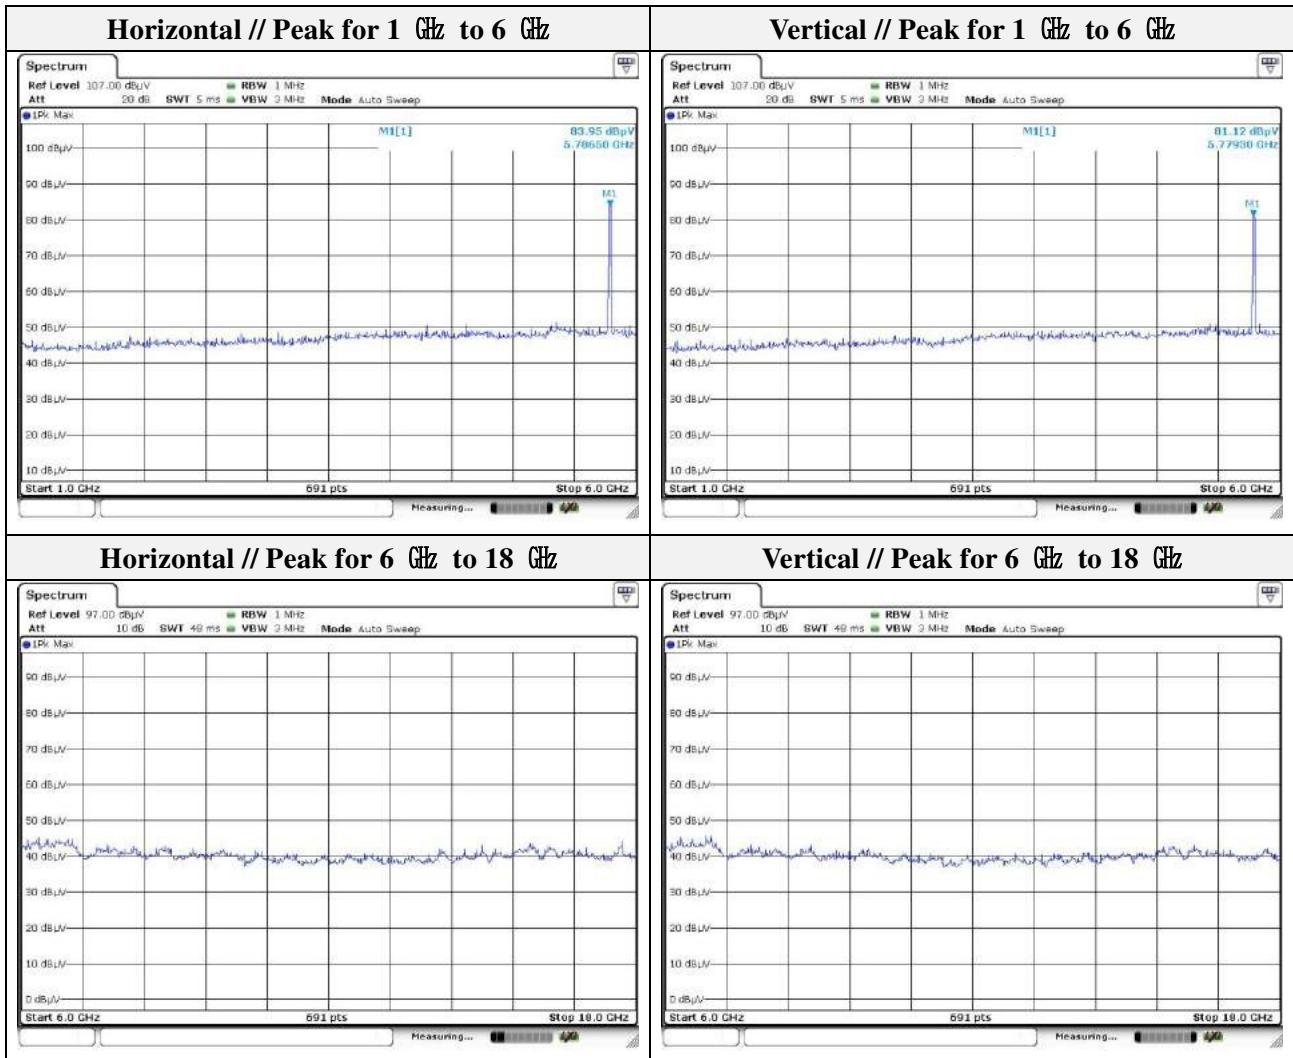 Horizontal // Peak for 1 ㎓ to 6 ㎓
Vertical // Peak for 1 ㎓ to 6 ㎓
Spectrum
Ref Level 107.00 dBµV RBW 1 MHz
Att 20 dB SWT 5 ms VBW 3 MHz Mode Auto Sweep
1Pk Max
M1[1] 83.95 dBµV
5.78650 GHz
M1
100 dBµV
90 dBµV
80 dBµV
70 dBµV
60 dBµV
50 dBµV
40 dBµV
30 dBµV
20 dBµV
10 dBµV
Start 1.0 GHz 691 pts Stop 6.0 GHz
Measuring...
Spectrum
Ref Level 107.00 dBµV RBW 1 MHz
Att 20 dB SWT 5 ms VBW 3 MHz Mode Auto Sweep
1Pk Max
M1[1] 81.12 dBµV
5.77930 GHz
M1
100 dBµV
90 dBµV
80 dBµV
70 dBµV
60 dBµV
50 dBµV
40 dBµV
30 dBµV
20 dBµV
10 dBµV
Start 1.0 GHz 691 pts Stop 6.0 GHz
Measuring...
Horizontal // Peak for 6 ㎓ to 18 ㎓
Vertical // Peak for 6 ㎓ to 18 ㎓
Spectrum
Ref Level 97.00 dBµV RBW 1 MHz
Att 10 dB SWT 48 ms VBW 3 MHz Mode Auto Sweep
1Pk Max
90 dBµV
80 dBµV
70 dBµV
60 dBµV
50 dBµV
40 dBµV
30 dBµV
20 dBµV
10 dBµV
0 dBµV
Start 6.0 GHz 691 pts Stop 18.0 GHz
Measuring...
Spectrum
Ref Level 97.00 dBµV RBW 1 MHz
Att 10 dB SWT 48 ms VBW 3 MHz Mode Auto Sweep
1Pk Max
90 dBµV
80 dBµV
70 dBµV
60 dBµV
50 dBµV
40 dBµV
30 dBµV
20 dBµV
10 dBµV
0 dBµV
Start 6.0 GHz 691 pts Stop 18.0 GHz
Measuring...